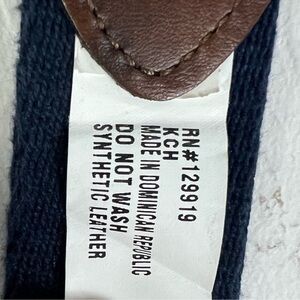 RN#129919
KCH
MADE IN DOMINICAN REPUBLIC
DO NOT WASH
SYNTHETIC LEATHER